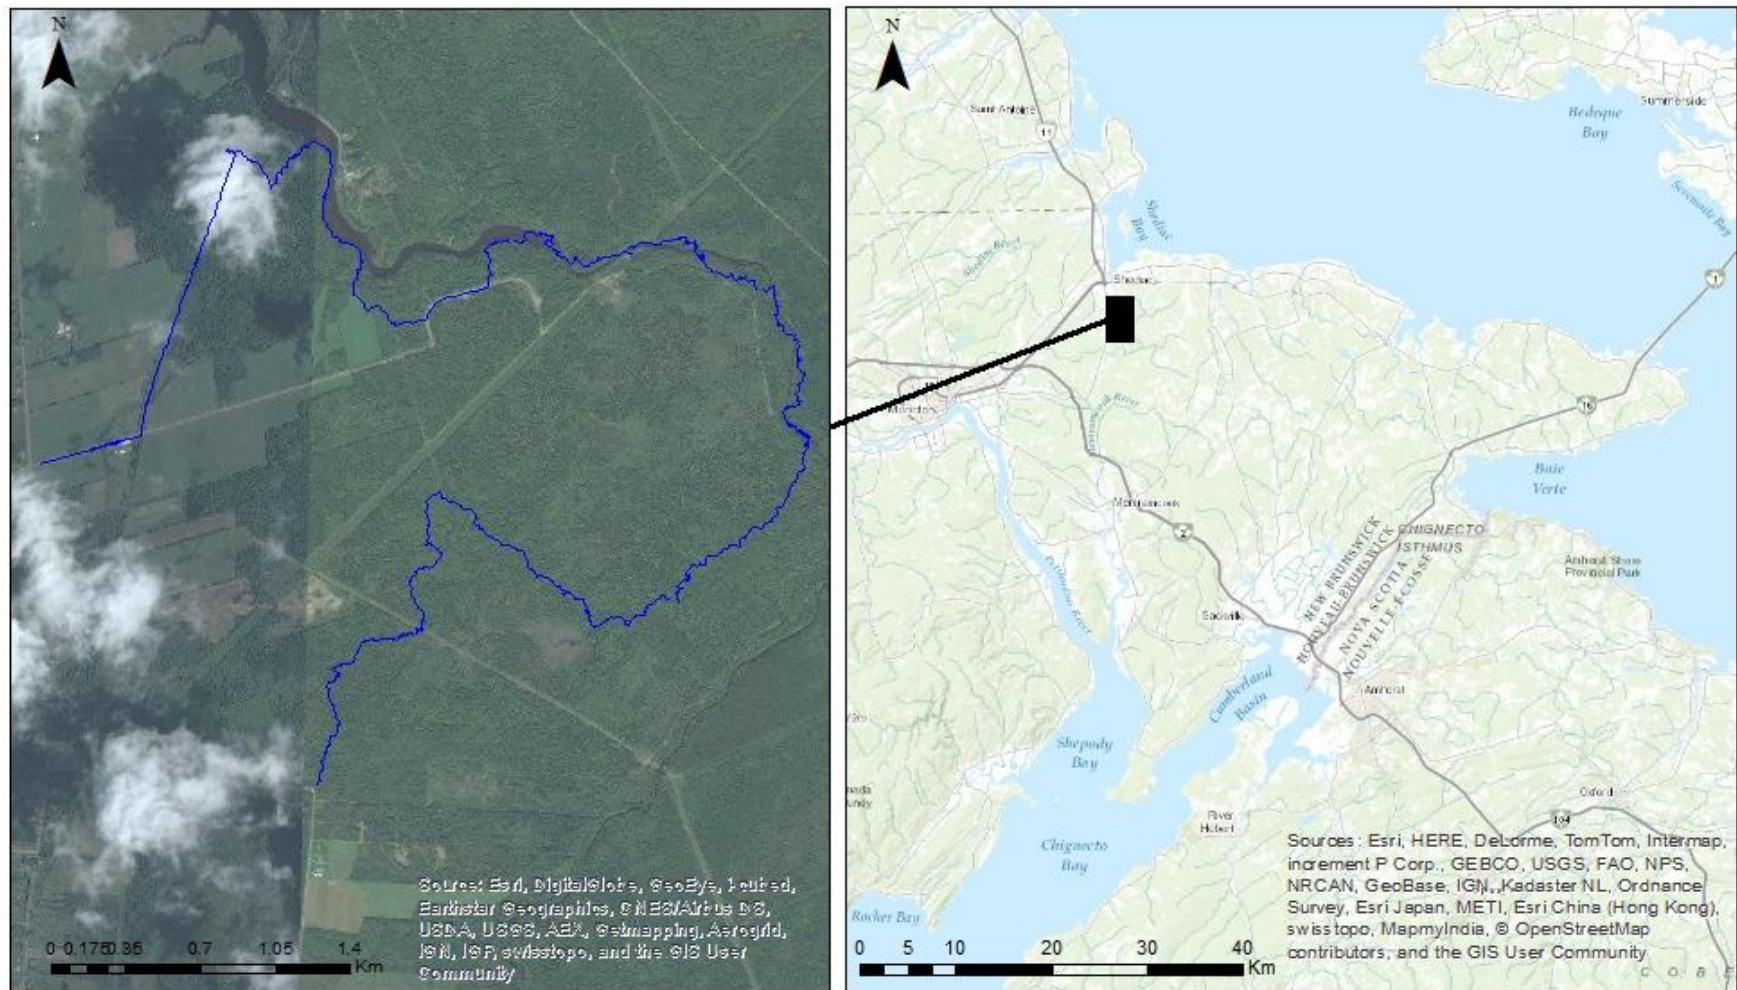 N
Source: Esri, DigitalGlobe, GeoEye, i-cubed,
Earthstar Geographics, CNES/Airbus DS,
USDA, USGS, AEX, Getmapping, Aerogrid,
IGN, IGP, swisstopo, and the GIS User
Community
0 0.175 0.35 0.7 1.05 1.4
Km
N
Saint Antoine
11
Summerside
Bedeque
Bay
Shediac
Bay
Shediac
1
Moncton
16
Baie
Verte
Memramcook River
Memramcook
2
CHIGNECTO
ISTHMUS
NEW BRUNSWICK
NOUVEAU-BRUNSWICK
NOVA SCOTIA
NOUVELLE-ÉCOSSE
Amherst Shore
Provincial Park
Petitcodiac River
Sackville
Cumberland
Basin
Amherst
Shepody
Bay
Oxford
104
River
Hebert
Chignecto
Bay
Rocher Bay
Sources: Esri, HERE, DeLorme, TomTom, Intermap,
increment P Corp., GEBCO, USGS, FAO, NPS,
NRCAN, GeoBase, IGN, Kadaster NL, Ordnance
Survey, Esri Japan, METI, Esri China (Hong Kong),
swisstopo, MapmyIndia, © OpenStreetMap
contributors, and the GIS User Community
0 5 10 20 30 40
Km
C O B E